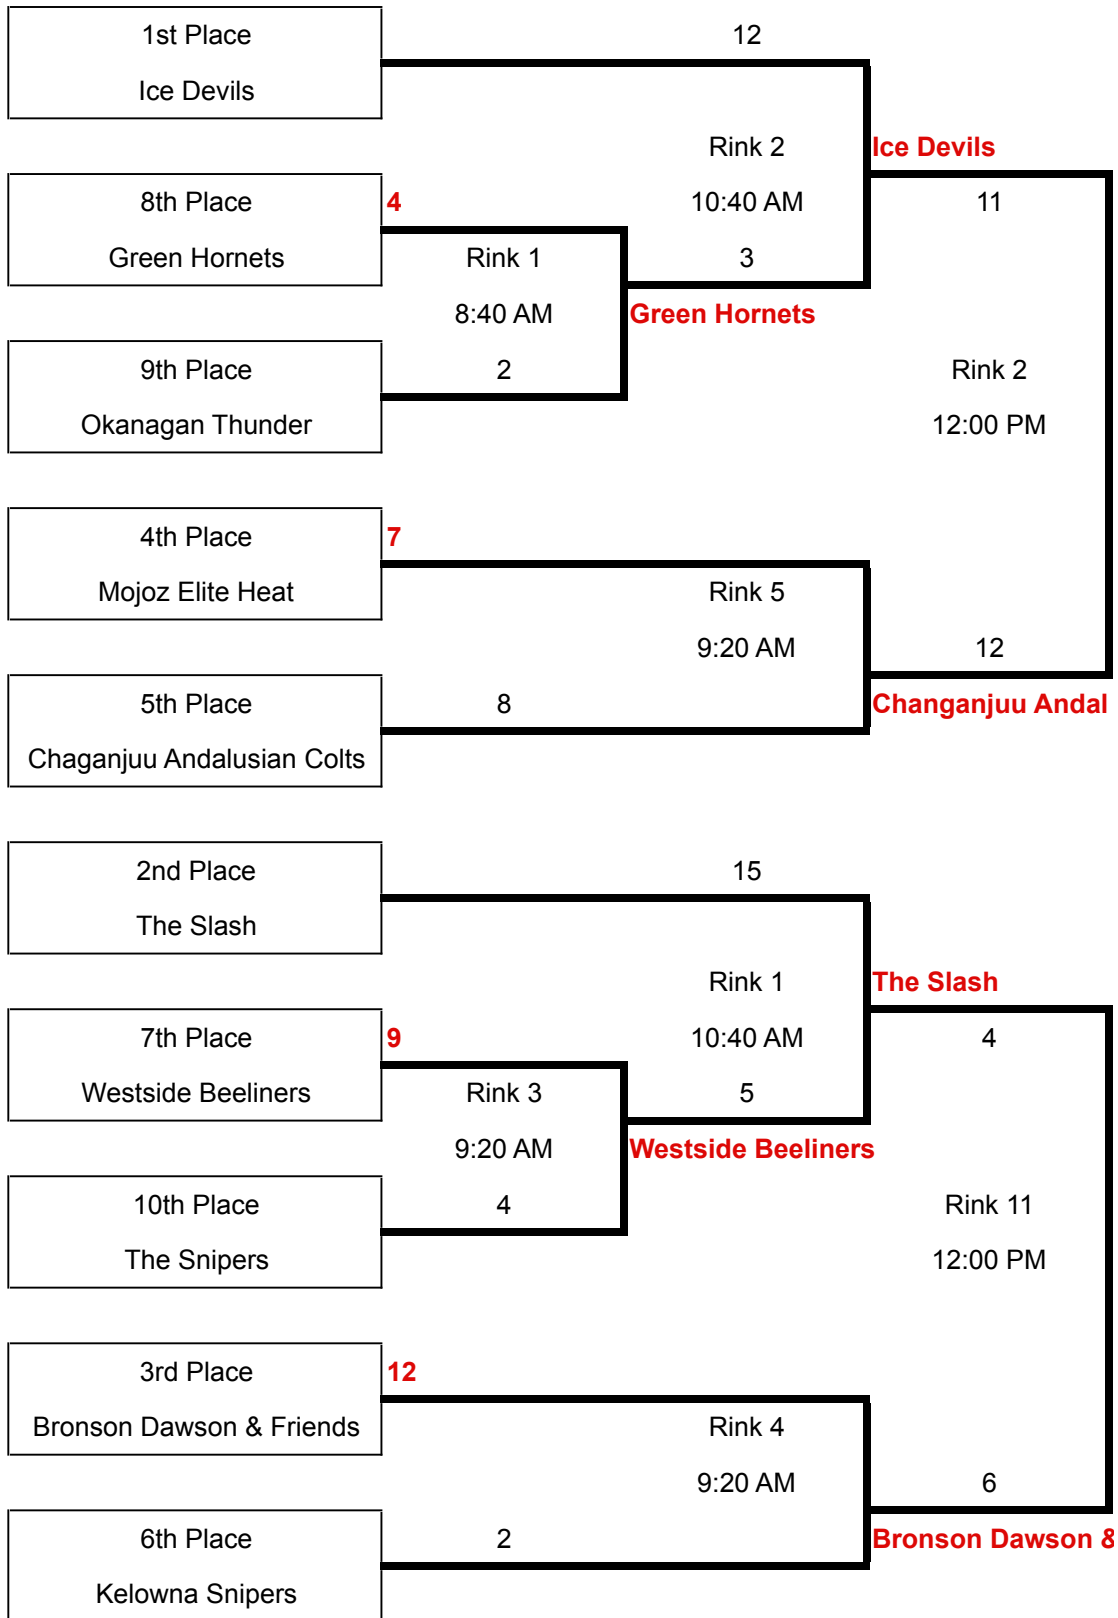 1st Place
12
Ice Devils
Rink 2
Ice Devils
8th Place
4
10:40 AM
11
Green Hornets
Rink 1
3
8:40 AM
Green Hornets
9th Place
2
Rink 2
Okanagan Thunder
12:00 PM
4th Place
7
Mojoz Elite Heat
Rink 5
9:20 AM
12
5th Place
8
Changanjuu Andal
Chaganjuu Andalusian Colts
2nd Place
15
The Slash
Rink 1
The Slash
7th Place
9
10:40 AM
4
Westside Beeliners
Rink 3
5
9:20 AM
Westside Beeliners
10th Place
4
Rink 11
The Snipers
12:00 PM
3rd Place
12
Bronson Dawson & Friends
Rink 4
9:20 AM
6
6th Place
2
Bronson Dawson &
Kelowna Snipers